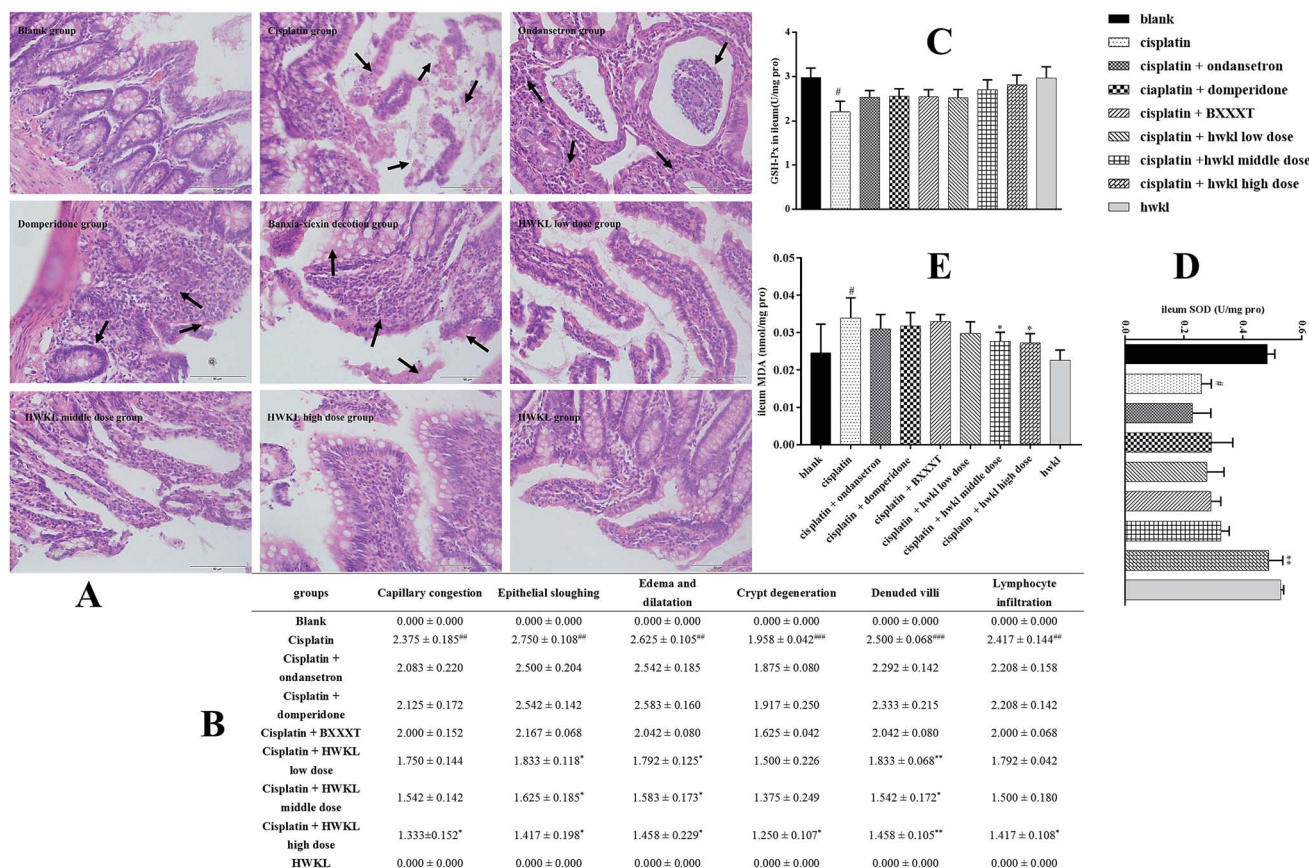 Blank group
Cisplatin group
Ondansetron group
Domperidone group
Banxia-xiexin decotion group
HWKL low dose group
HWKL middle dose group
HWKL high dose group
HWKL group
A
C
GSH-Px in ileum(U/mg pro)
4
3
2
1
0
#
blank
cisplatin
cisplatin + ondansetron
ciaplatin + domperidone
cisplatin + BXXXT
cisplatin + hwkl low dose
cisplatin +hwkl middle dose
cisplatin + hwkl high dose
hwkl
E
ileum MDA (nmol/mg pro)
0.05
0.04
0.03
0.02
0.01
0.00
#
*
*
blank
cisplatin
cisplatin + ondansetron
cisplatin + domperidone
cisplatin + BXXXT
cisplatin + hwkl low dose
cisplatin + hwkl middle dose
cisplatin + hwkl high dose
hwkl
D
ileum SOD (U/mg pro)
0.0
0.2
0.4
0.6
#
**
B
groups Capillary congestion Epithelial sloughing Edema and dilatation Crypt degeneration Denuded villi Lymphocyte infiltration
Blank 0.000 ± 0.000 0.000 ± 0.000 0.000 ± 0.000 0.000 ± 0.000 0.000 ± 0.000 0.000 ± 0.000
Cisplatin 2.375 ± 0.185## 2.750 ± 0.108## 2.625 ± 0.105## 1.958 ± 0.042### 2.500 ± 0.068### 2.417 ± 0.144##
Cisplatin + ondansetron 2.083 ± 0.220 2.500 ± 0.204 2.542 ± 0.185 1.875 ± 0.080 2.292 ± 0.142 2.208 ± 0.158
Cisplatin + domperidone 2.125 ± 0.172 2.542 ± 0.142 2.583 ± 0.160 1.917 ± 0.250 2.333 ± 0.215 2.208 ± 0.142
Cisplatin + BXXXT 2.000 ± 0.152 2.167 ± 0.068 2.042 ± 0.080 1.625 ± 0.042 2.042 ± 0.080 2.000 ± 0.068
Cisplatin + HWKL low dose 1.750 ± 0.144 1.833 ± 0.118* 1.792 ± 0.125* 1.500 ± 0.226 1.833 ± 0.068** 1.792 ± 0.042
Cisplatin + HWKL middle dose 1.542 ± 0.142 1.625 ± 0.185* 1.583 ± 0.173* 1.375 ± 0.249 1.542 ± 0.172* 1.500 ± 0.180
Cisplatin + HWKL high dose 1.333±0.152* 1.417 ± 0.198* 1.458 ± 0.229* 1.250 ± 0.107* 1.458 ± 0.105** 1.417 ± 0.108*
HWKL 0.000 ± 0.000 0.000 ± 0.000 0.000 ± 0.000 0.000 ± 0.000 0.000 ± 0.000 0.000 ± 0.000